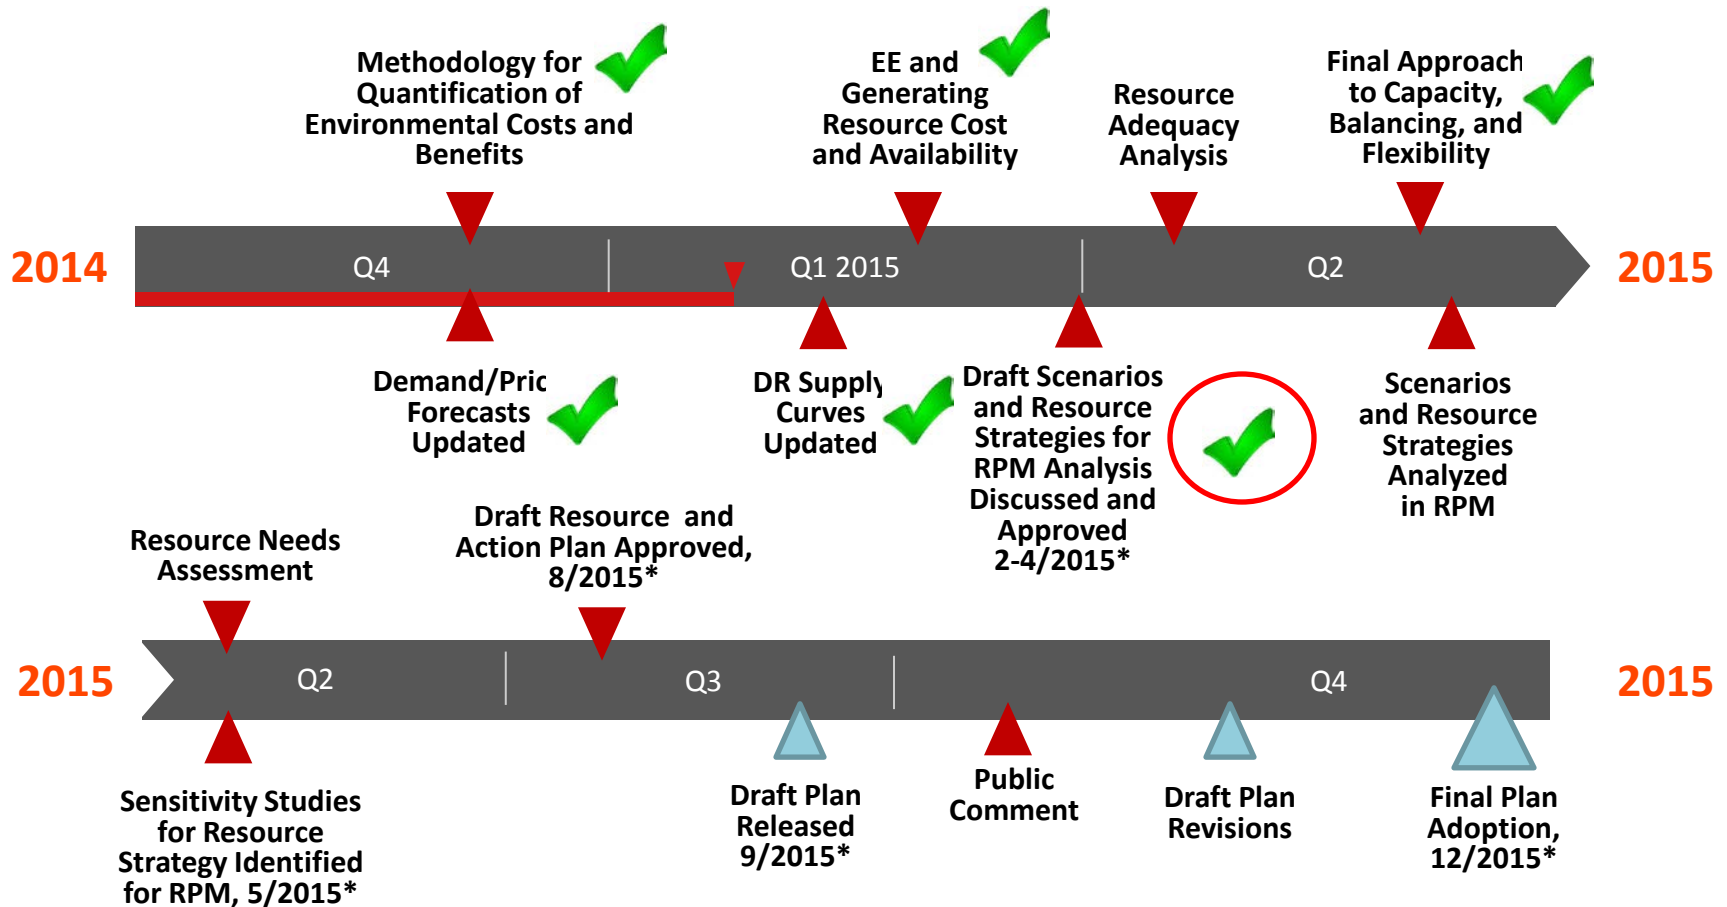 Methodology for
Quantification of
Environmental Costs and
Benefits
EE and
Generating
Resource Cost
and Availability
Resource
Adequacy
Analysis
Final Approach
to Capacity,
Balancing, and
Flexibility
2014
Q4
Q1 2015
Q2
2015
Demand/Pric
Forecasts
Updated
DR Supply
Curves
Updated
Draft Scenarios
and Resource
Strategies for
RPM Analysis
Discussed and
Approved
2-4/2015*
Scenarios
and Resource
Strategies
Analyzed
in RPM
Resource Needs
Assessment
Draft Resource and
Action Plan Approved,
8/2015*
2015
Q2
Q3
Q4
2015
Sensitivity Studies
for Resource
Strategy Identified
for RPM, 5/2015*
Draft Plan
Released
9/2015*
Public
Comment
Draft Plan
Revisions
Final Plan
Adoption,
12/2015*